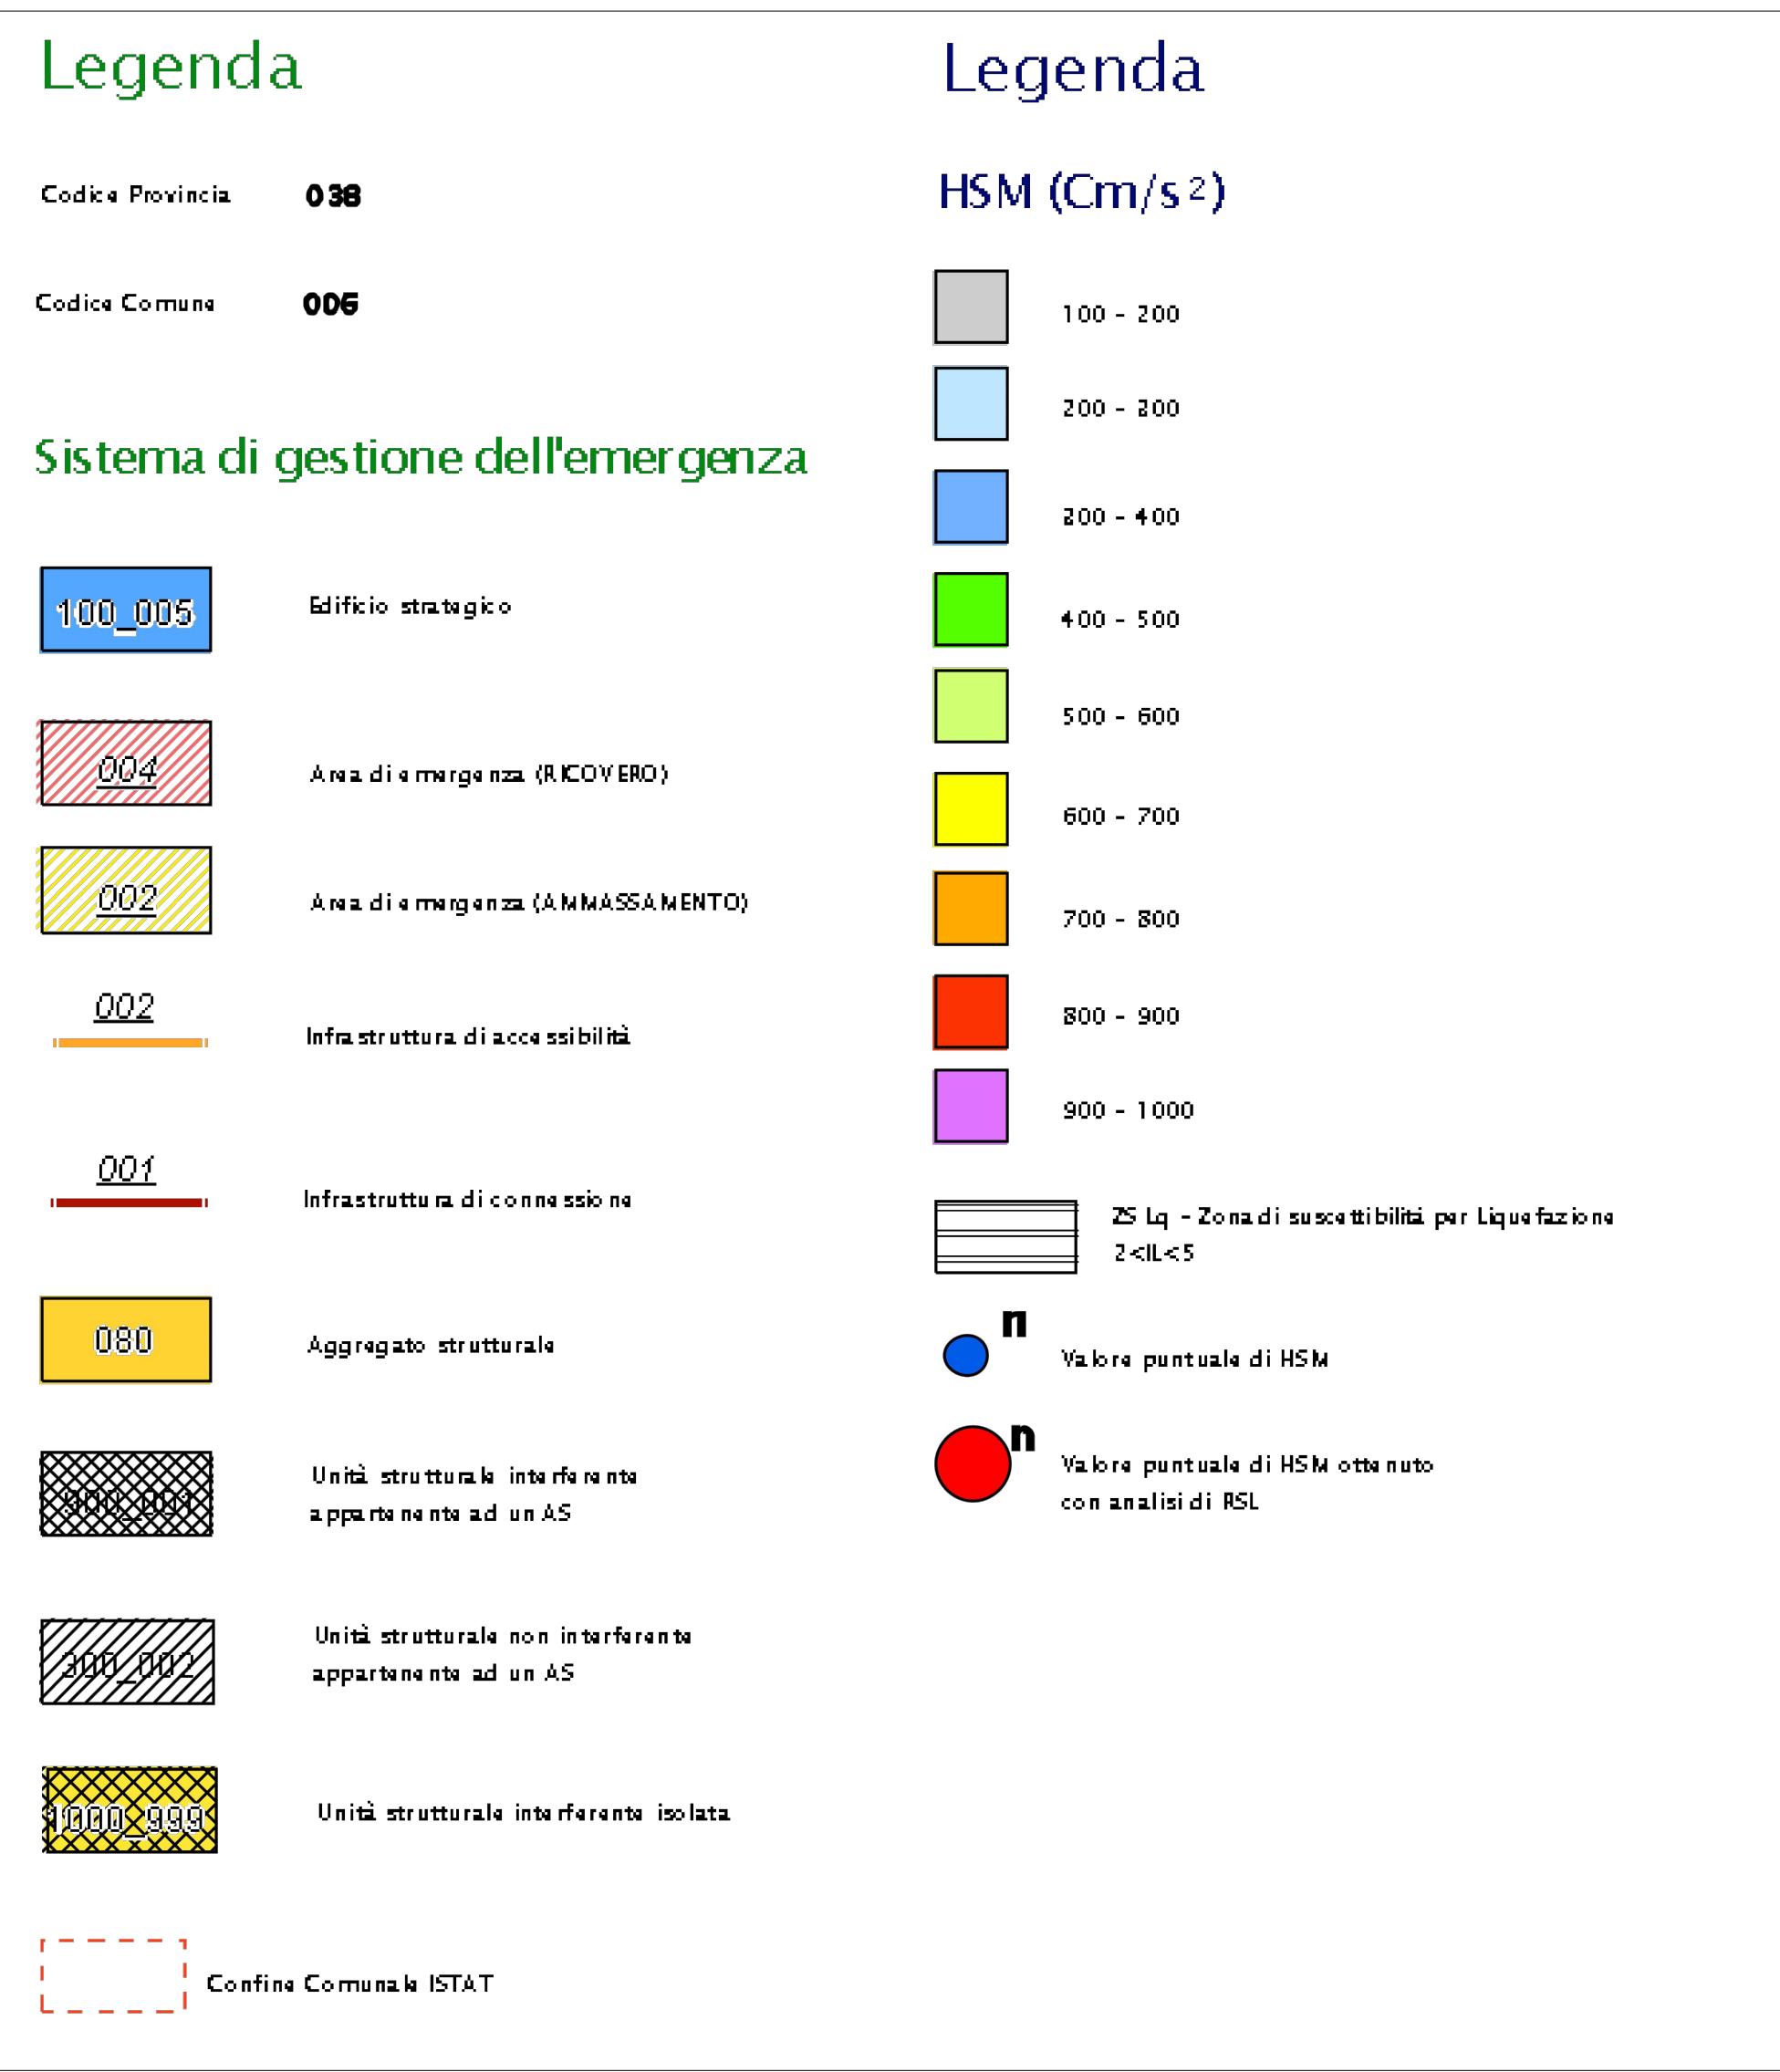 Legenda
Codice Provincia 038
Codice Comune 006
Sistema di gestione dell'emergenza
100_005 Edificio strategico
004 Area di emergenza (RICOVERO)
002 Area di emergenza (AMMASSAMENTO)
002
Infrastruttura di accessibilità
001
Infrastruttura di connessione
080 Aggregato strutturale
Unità strutturale interferente
appartenente ad un AS
300_002
Unità strutturale non interferente
appartenente ad un AS
1000_999 Unità strutturale interferente isolata
Confine Comunale ISTAT
Legenda
HSM (Cm/s²)
100 - 200
200 - 300
300 - 400
400 - 500
500 - 600
600 - 700
700 - 800
800 - 900
900 - 1000
ZS Lq - Zona di suscettibilità per Liquefazione
2<IL<5
n
Valore puntuale di HSM
n
Valore puntuale di HSM ottenuto
con analisi di RSL